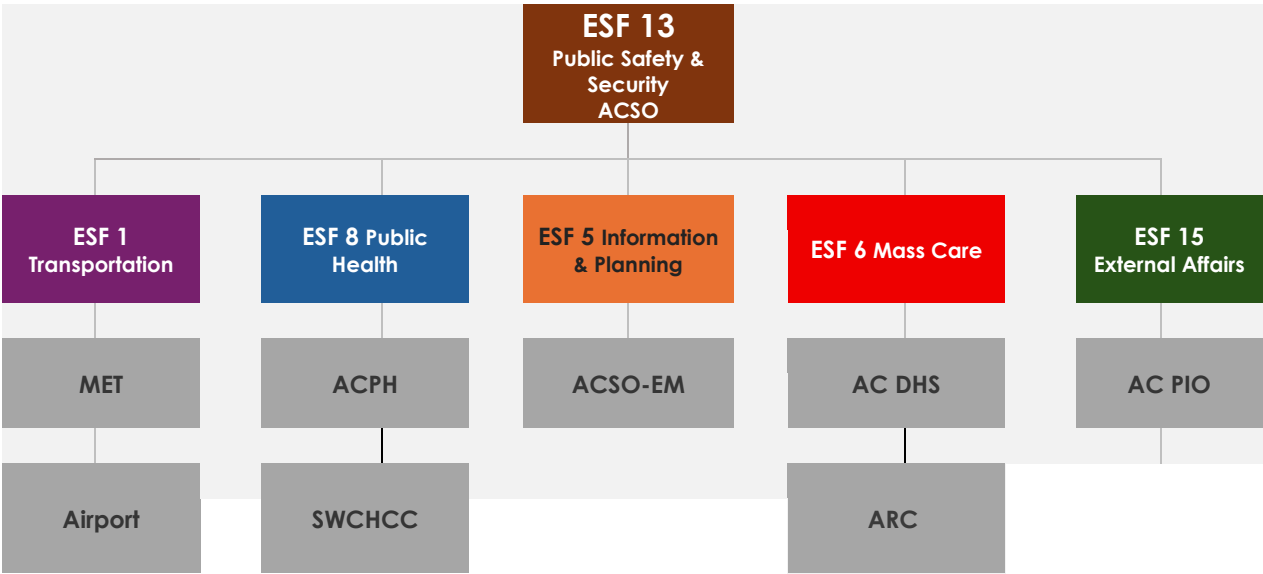 ESF 13
Public Safety &
Security
ACSO
ESF 1
Transportation
ESF 8 Public
Health
ESF 5 Information
& Planning
ESF 6 Mass Care
ESF 15
External Affairs
MET
ACPH
ACSO-EM
AC DHS
AC PIO
Airport
SWCHCC
ARC